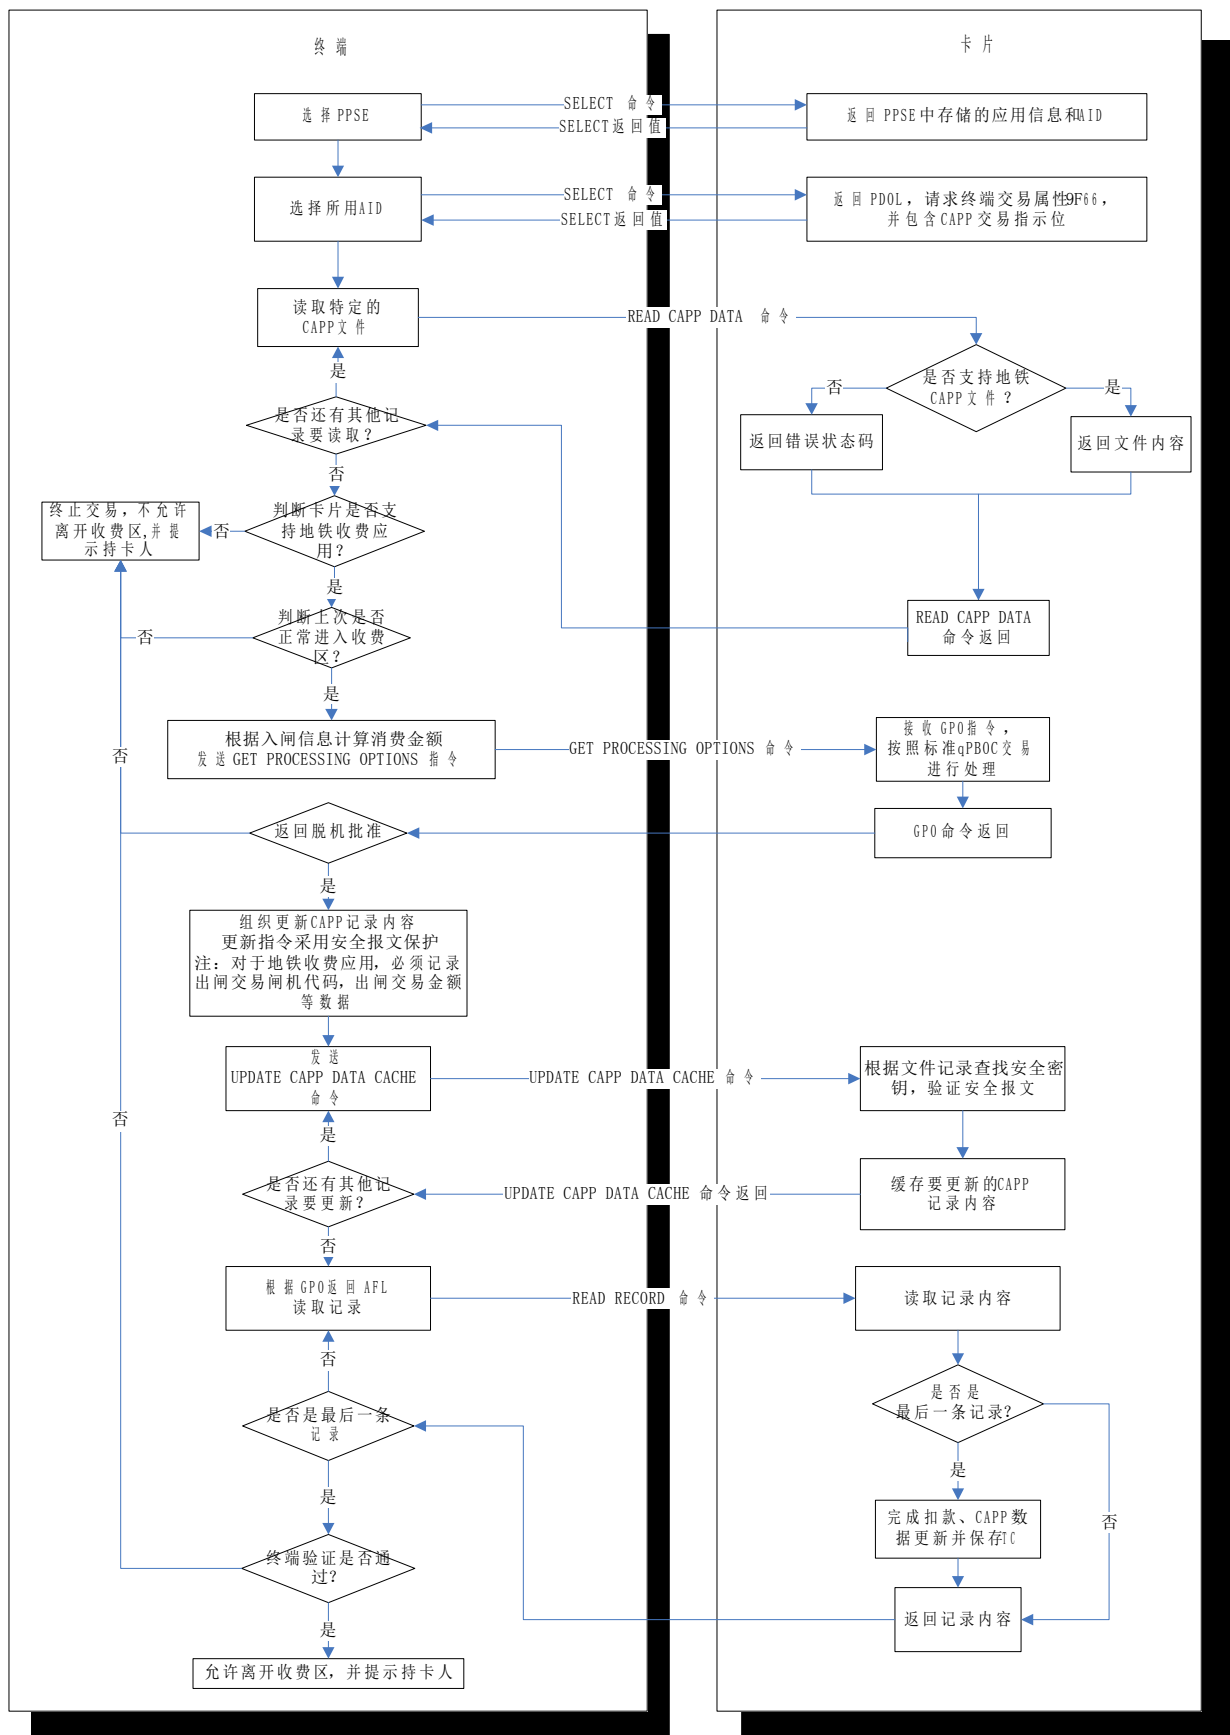 终 端
卡 片
选 择 PPSE
SELECT 命 令
SELECT返 回 值
返 回 PPSE中存储的应用信息和AID
选 择 所 用AID
SELECT 命 令
SELECT返 回 值
返 回 PDOL，请求终端交易属性9F66，
并 包 含 CAPP 交 易 指 示 位
读 取 特 定 的
CAPP文 件
READ CAPP DATA 命 令
是否支持地铁
CAPP文 件 ？
否
是
返回错误状态码
返回文件内容
是
是否还有其他记
录要读取？
否
判断卡片是否支
持地铁收费应
用？
否
终止交易，不允许
离开收费区,并提
示持卡人
是
READ CAPP DATA
命令返回
判断上次是否
正常进入收费
区？
否
是
根据入闸信息计算消费金额
发 送 GET PROCESSING OPTIONS 指 令
GET PROCESSING OPTIONS 命 令
接 收 GPO指 令 ，
按照标准qPBOC交 易
进行处理
否
返回脱机批准
GPO命令返回
是
组织更新CAPP记录内容
更新指令采用安全报文保护
注：对于地铁收费应用，必须记录
出闸交易闸机代码，出闸交易金额
等数据
发 送
UPDATE CAPP DATA CACHE
命 令
UPDATE CAPP DATA CACHE 命 令
根据文件记录查找安全密
钥，验证安全报文
否
是
是否还有其他记
录要更新？
UPDATE CAPP DATA CACHE 命令返回
缓存要更新的CAPP
记录内容
否
根 据 GPO返 回 AFL
读取记录
READ RECORD 命 令
读取记录内容
否
是否是最后一条
记 录
是 否 是
最后一条记录？
是
是
完成扣款、CAPP数
据更新并保存TC
否
终端验证是否通
过？
返回记录内容
是
允许离开收费区，并提示持卡人